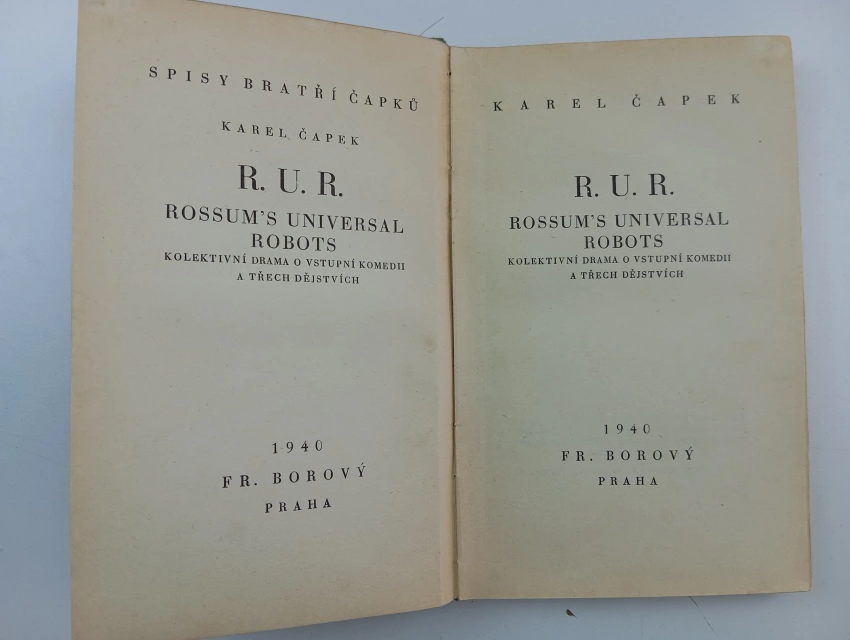 SPISY BRATŘÍ ČAPKŮ
KAREL ČAPEK
R. U. R.
ROSSUM'S UNIVERSAL
ROBOTS
KOLEKTIVNÍ DRAMA O VSTUPNÍ KOMEDII
A TŘECH DĚJSTVÍCH
1940
FR. BOROVÝ
PRAHA
KAREL ČAPEK
R. U. R.
ROSSUM'S UNIVERSAL
ROBOTS
KOLEKTIVNÍ DRAMA O VSTUPNÍ KOMEDII
A TŘECH DĚJSTVÍCH
1940
FR. BOROVÝ
PRAHA